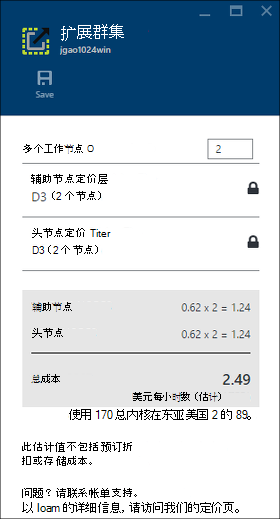 扩展群集
jgao1024win
Save
多个工作节点 O
2
辅助节点定价层
D3（2 个节点）
头节点定价 Titer
D3（2 个节点）
辅助节点
0.62 x 2 = 1.24
头节点
0.62 x 2 = 1.24
总成本
2.49
美元每小时数（估计）
使用 170 总内核在东亚美国 2 的 89。
此估计值不包括预订折
扣或存储成本。
问题？请联系帐单支持。
以 loam 的详细信息, 请访问我们的定价页。